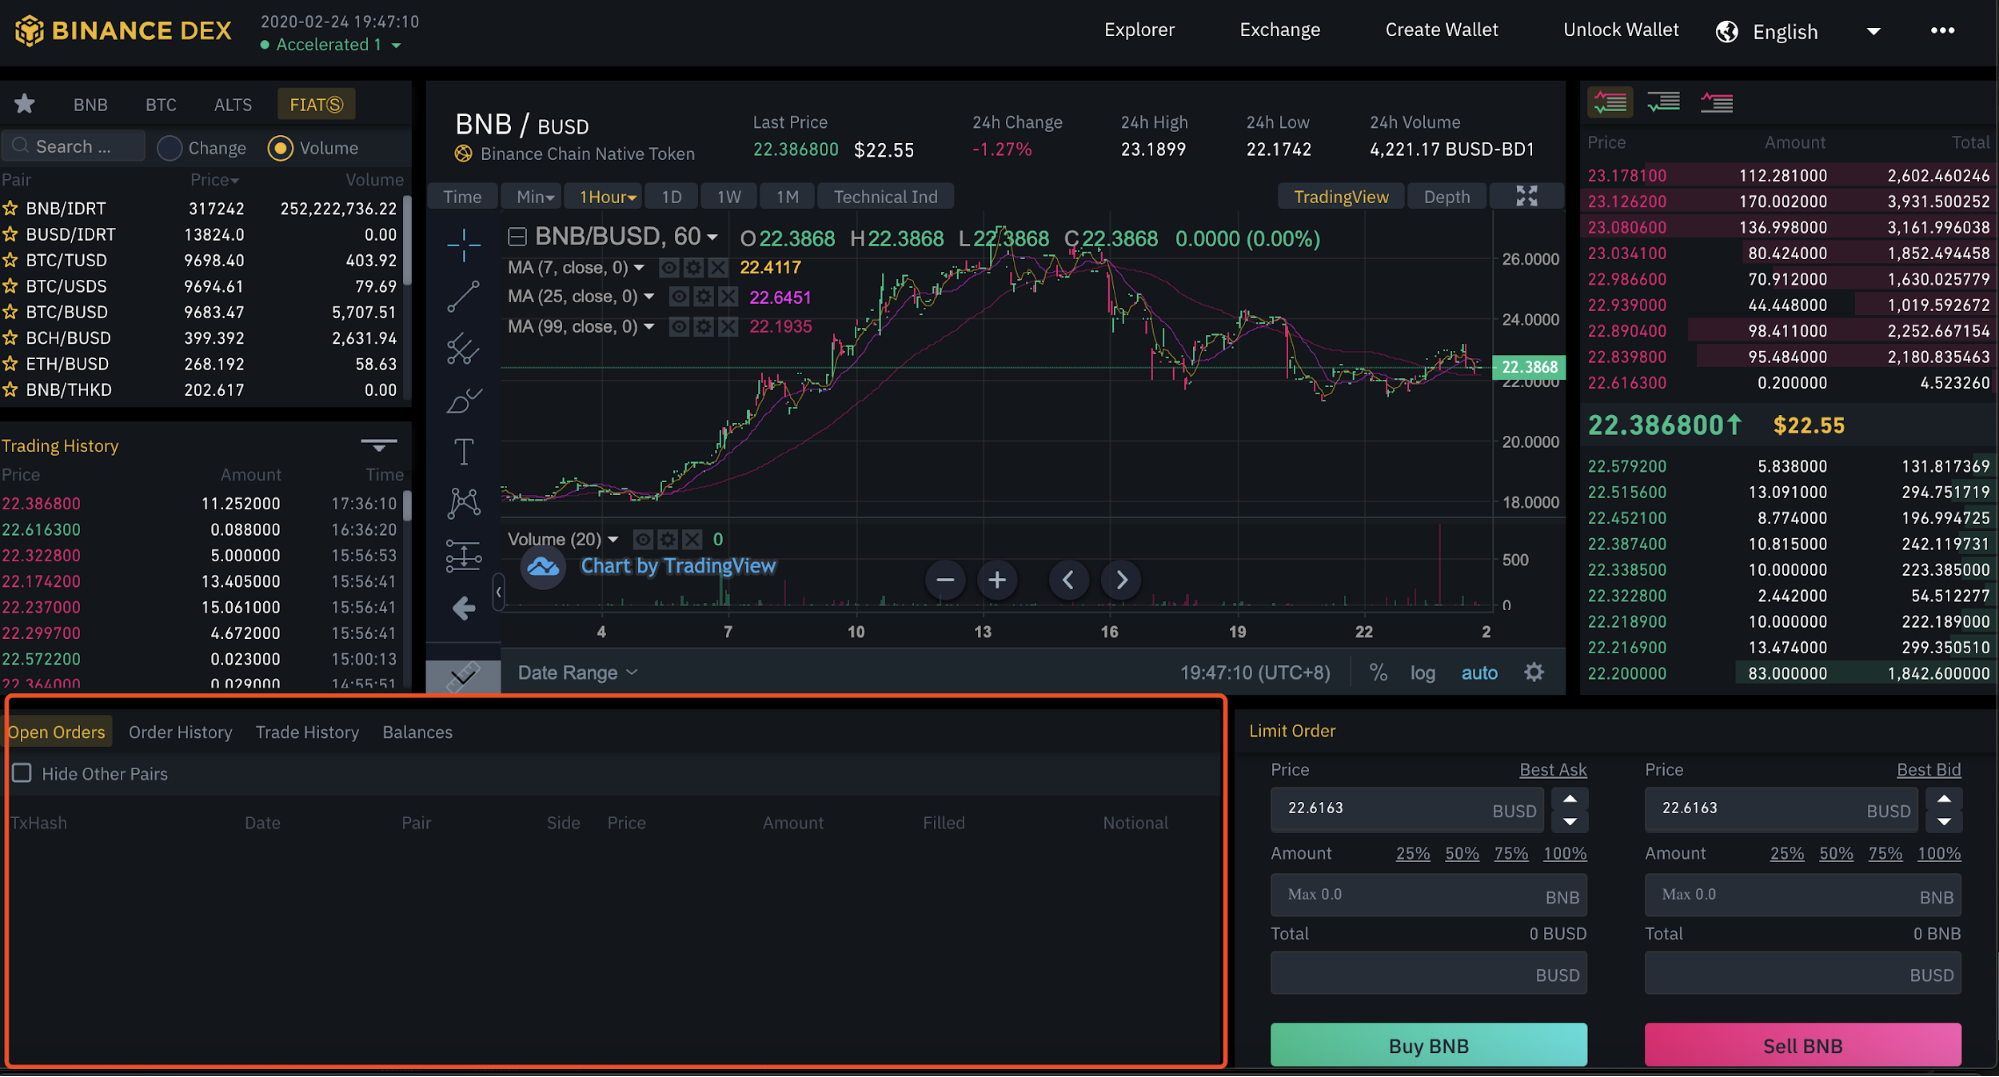 BINANCE DEX
2020-02-24 19:47:10
Accelerated 1
Explorer
Exchange
Create Wallet
Unlock Wallet
English
BNB BTC ALTS FIATⓈ
Search ... Change Volume
Pair Price Volume
BNB/IDRT 317242 252,222,736.22
BUSD/IDRT 13824.0 0.00
BTC/TUSD 9698.40 403.92
BTC/USDS 9694.61 79.69
BTC/BUSD 9683.47 5,707.51
BCH/BUSD 399.392 2,631.94
ETH/BUSD 268.192 58.63
BNB/THKD 202.617 0.00
Trading History
Price Amount Time
22.386800 11.252000 17:36:10
22.616300 0.088000 16:36:20
22.322800 5.000000 15:56:53
22.174200 13.405000 15:56:41
22.237000 15.061000 15:56:41
22.299700 4.672000 15:56:41
22.572200 0.023000 15:00:13
22.364000 0.029000 14:55:51
BNB / BUSD
Binance Chain Native Token
Last Price
22.386800 $22.55
24h Change
-1.27%
24h High
23.1899
24h Low
22.1742
24h Volume
4,221.17 BUSD-BD1
Time Min 1Hour 1D 1W 1M Technical Ind TradingView Depth
BNB/BUSD, 60 O22.3868 H22.3868 L22.3868 C22.3868 0.0000 (0.00%)
MA (7, close, 0) 22.4117
MA (25, close, 0) 22.6451
MA (99, close, 0) 22.1935
26.0000
24.0000
22.3868
22.0000
20.0000
18.0000
Volume (20) 0
Chart by TradingView
500
0
4 7 10 13 16 19 22 2
Date Range 19:47:10 (UTC+8) % log auto
Price Amount Total
23.178100 112.281000 2,602.460246
23.126200 170.002000 3,931.500252
23.080600 136.998000 3,161.996038
23.034100 80.424000 1,852.494458
22.986600 70.912000 1,630.025779
22.939000 44.448000 1,019.592672
22.890400 98.411000 2,252.667154
22.839800 95.484000 2,180.835463
22.616300 0.200000 4.523260
22.386800↑ $22.55
22.579200 5.838000 131.817369
22.515600 13.091000 294.751719
22.452100 8.774000 196.994725
22.387400 10.815000 242.119731
22.338500 10.000000 223.385000
22.322800 2.442000 54.512277
22.218900 10.000000 222.189000
22.216900 13.474000 299.350510
22.200000 83.000000 1,842.600000
Open Orders Order History Trade History Balances
Hide Other Pairs
TxHash Date Pair Side Price Amount Filled Notional
Limit Order
Price Best Ask
22.6163 BUSD
Amount 25% 50% 75% 100%
Max 0.0 BNB
Total 0 BUSD
BUSD
Buy BNB
Price Best Bid
22.6163 BUSD
Amount 25% 50% 75% 100%
Max 0.0 BNB
Total 0 BNB
BUSD
Sell BNB